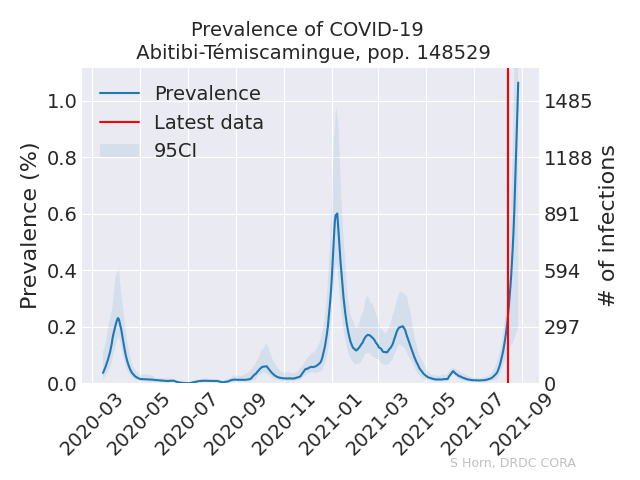 Prevalence of COVID-19
Abitibi-Témiscamingue, pop. 148529
Prevalence
Latest data
95CI
Prevalence (%)
1.0
0.8
0.6
0.4
0.2
0.0
1485
1188
891
594
297
0
# of infections
2020-03
2020-05
2020-07
2020-09
2020-11
2021-01
2021-03
2021-05
2021-07
2021-09
S Horn, DRDC CORA